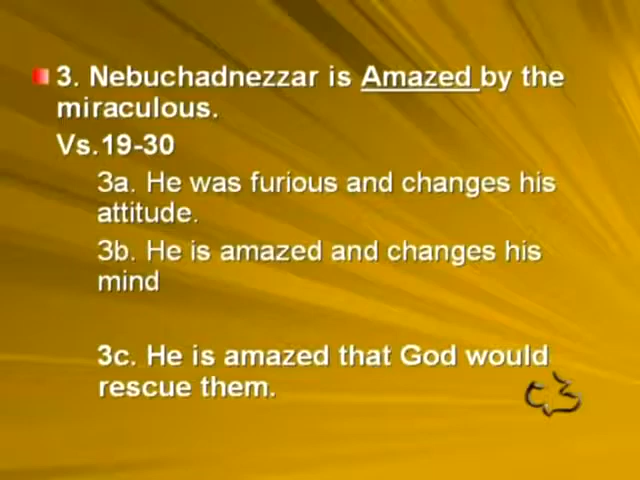 3. Nebuchadnezzar is Amazed by the
miraculous.
Vs.19-30
3a. He was furious and changes his
attitude.
3b. He is amazed and changes his
mind
3c. He is amazed that God would
rescue them.